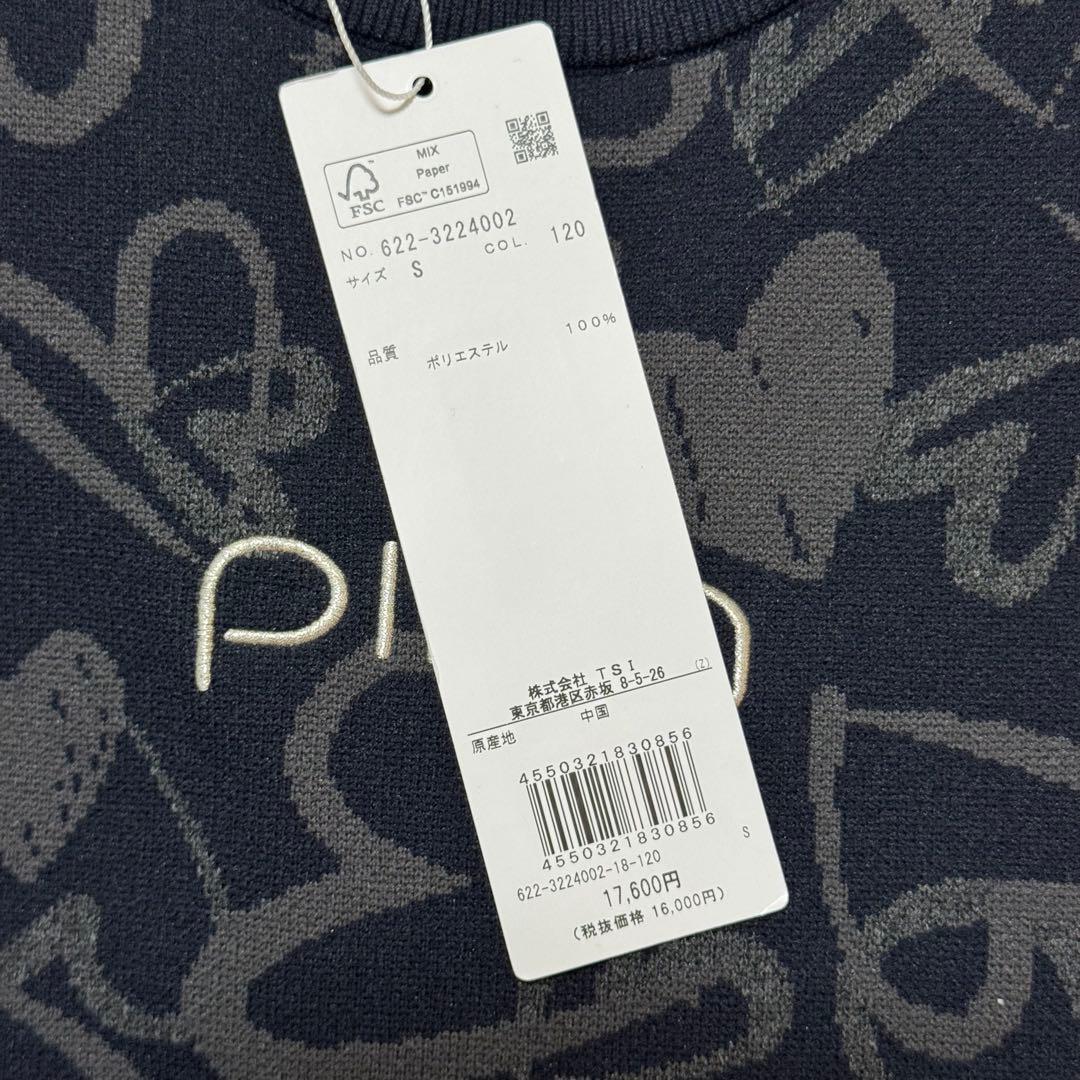 MIX
Paper
FSC
FSC™ C151994
NO. 622-3224002
サイズ S COL. 120
品質 ポリエステル 100%
PI
株式会社 TSI
東京都港区赤坂 8-5-26 (Z)
原産地 中国
4550321830856
4550321830856
622-3224002-18-120 S
17,600円
(税抜価格 16,000円)